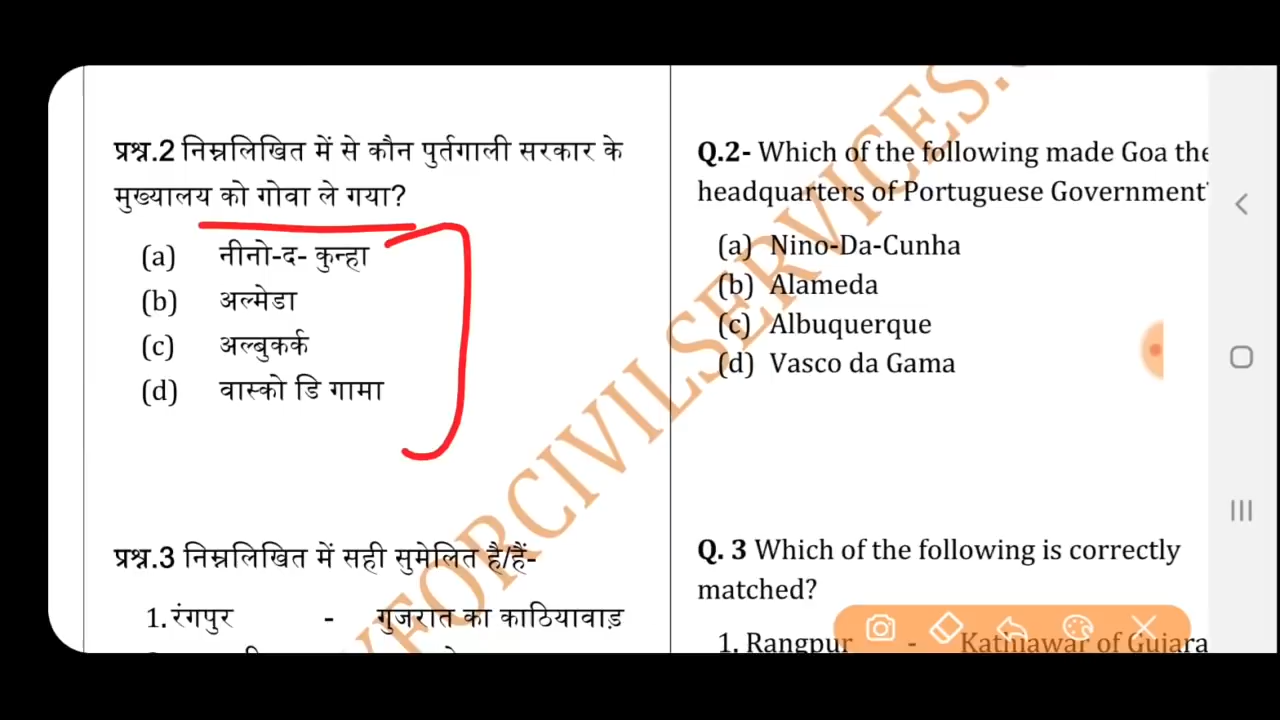 प्रश्न.2 निम्नलिखित में से कौन पुर्तगाली सरकार के
मुख्यालय को गोवा ले गया?
(a) नीनो-द- कुन्हा
(b) अल्मेडा
(c) अल्बुकर्क
(d) वास्को डि गामा
प्रश्न.3 निम्नलिखित में सही सुमेलित है/हैं-
1. रंगपुर - गुजरात का काठियावाड़
Q.2- Which of the following made Goa the
headquarters of Portuguese Government?
(a) Nino-Da-Cunha
(b) Alameda
(c) Albuquerque
(d) Vasco da Gama
Q. 3 Which of the following is correctly
matched?
1. Rangpur - Kathiawar of Gujara
YFORCIVILSERVICES.